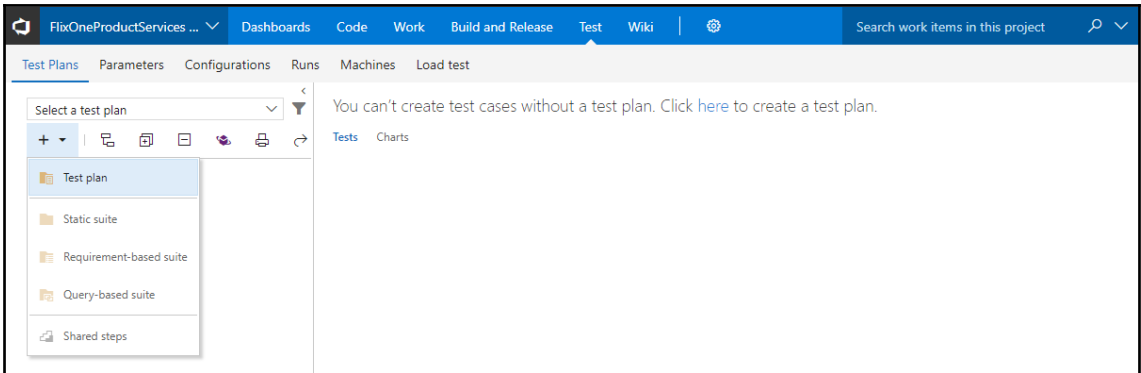 FlixOneProductServices ... Dashboards Code Work Build and Release Test Wiki Search work items in this project
Test Plans Parameters Configurations Runs Machines Load test
Select a test plan
You can't create test cases without a test plan. Click here to create a test plan.
Tests Charts
Test plan
Static suite
Requirement-based suite
Query-based suite
Shared steps